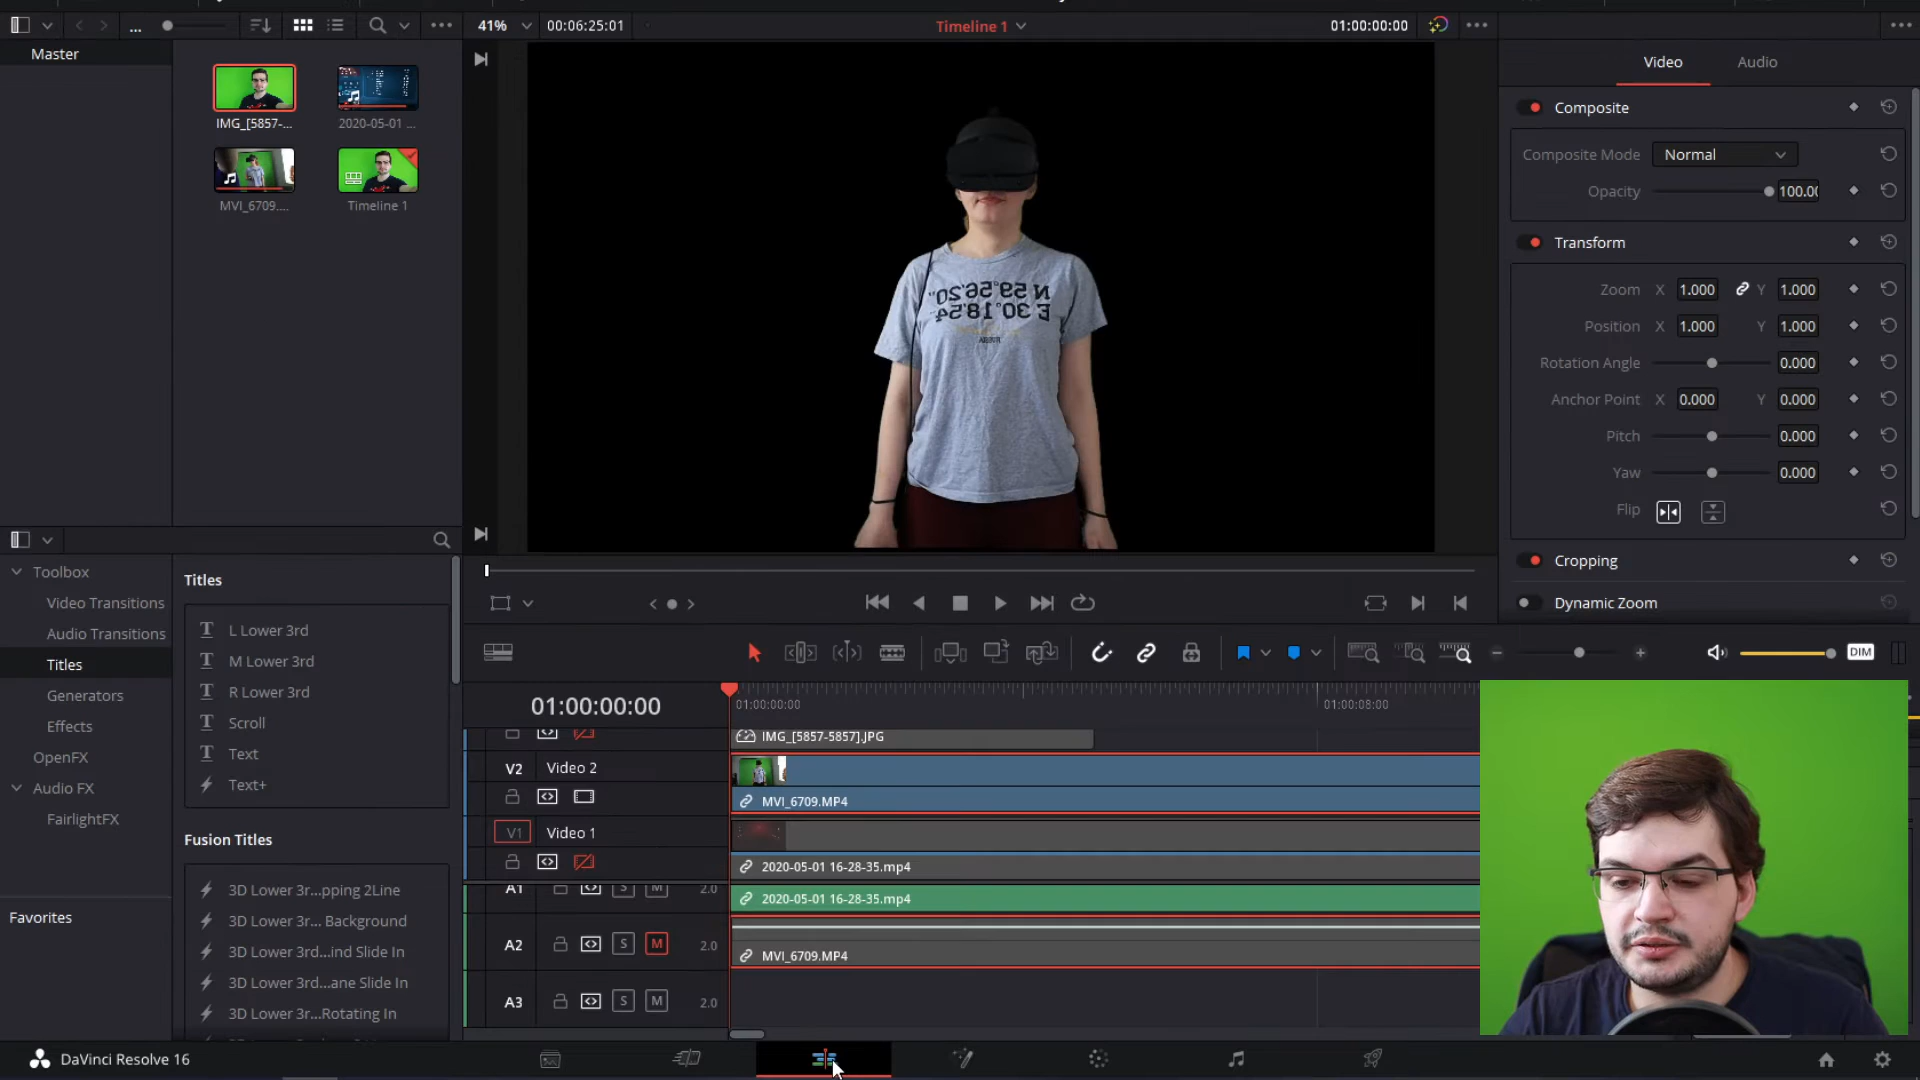 ...
41%
00:06:25:01
Timeline 1
01:00:00:00
Master
IMG_[5857-...
2020-05-01 ...
MVI_6709....
Timeline 1
Video
Audio
Composite
Composite Mode
Normal
Opacity
100.00
Transform
Zoom X 1.000 Y 1.000
Position X 1.000 Y 1.000
Rotation Angle 0.000
Anchor Point X 0.000 Y 0.000
Pitch 0.000
Yaw 0.000
Flip
Cropping
Dynamic Zoom
N 59°56'20"
E 30°18'54"
Toolbox
Video Transitions
Audio Transitions
Titles
Generators
Effects
OpenFX
Audio FX
FairlightFX
Favorites
Titles
L Lower 3rd
M Lower 3rd
R Lower 3rd
Scroll
Text
Text+
Fusion Titles
3D Lower 3r...pping 2Line
3D Lower 3r... Background
3D Lower 3rd...ind Slide In
3D Lower 3rd...ane Slide In
3D Lower 3r...Rotating In
DIM
01:00:00:00
01:00:00:00
01:00:08:00
IMG_[5857-5857].JPG
V2 Video 2
MVI_6709.MP4
V1 Video 1
2020-05-01 16-28-35.mp4
A1 S M 2.0
2020-05-01 16-28-35.mp4
A2 S M 2.0
MVI_6709.MP4
A3 S M 2.0
DaVinci Resolve 16